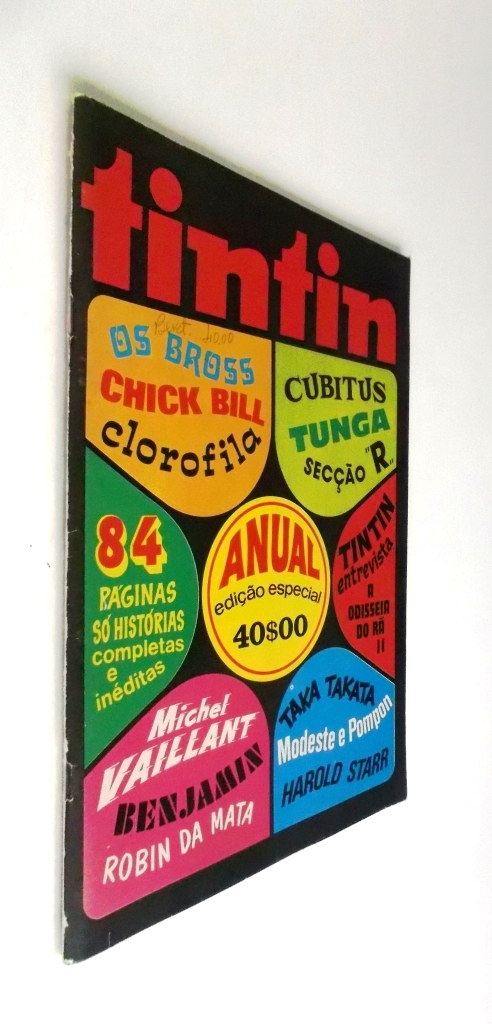 tintin
OS BROSS
CHICK BILL
clorofila
CUBITUS
TUNGA
SECÇÃO "R"
84
PÁGINAS
SÓ HISTÓRIAS
completas
e
inéditas
ANUAL
edição especial
40$00
TINTIN
entrevista
A
ODISSEIA
DO RÃ
II
Michel
VAILLANT
BENJAMIN
ROBIN DA MATA
TAKA TAKATA
Modeste e Pompon
HAROLD STARR